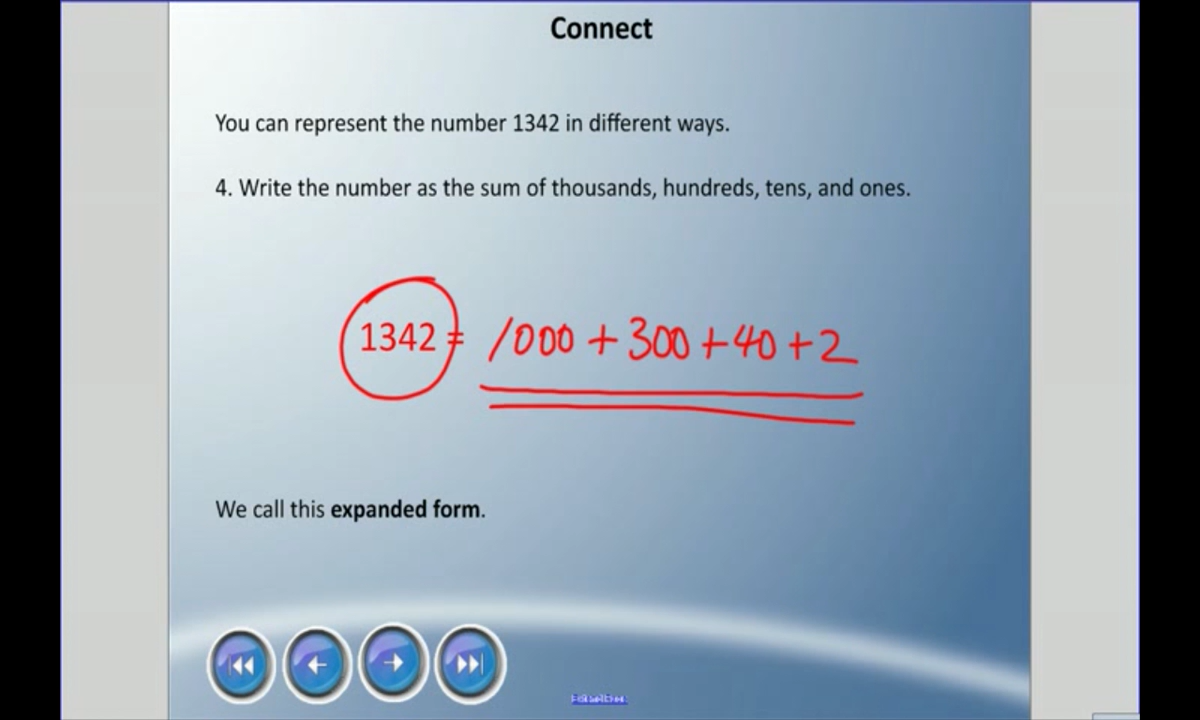 Connect
You can represent the number 1342 in different ways.
4. Write the number as the sum of thousands, hundreds, tens, and ones.
1342 = 1000 + 300 + 40 + 2
We call this expanded form.